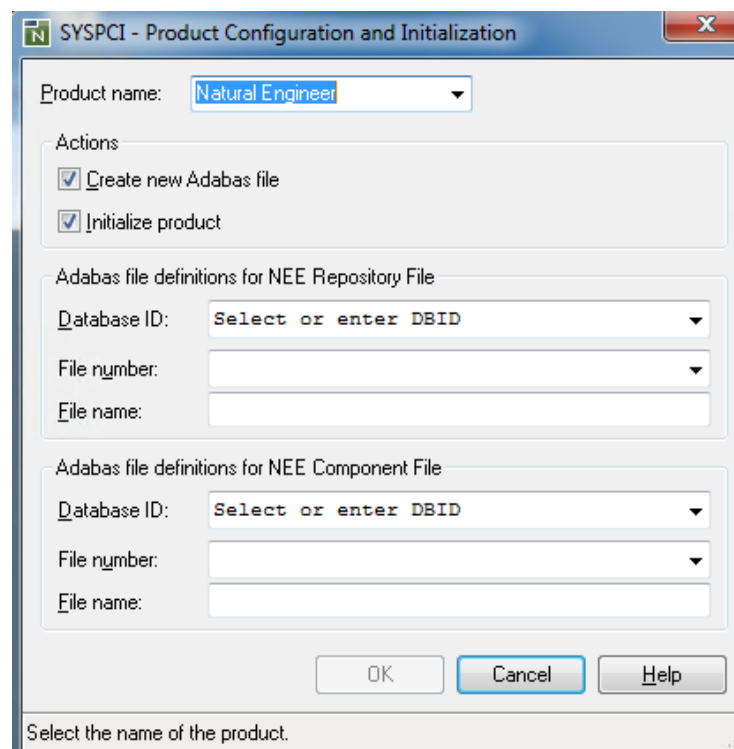 SYSPCI - Product Configuration and Initialization
Product name: Natural Engineer
Actions
Create new Adabas file
Initialize product
Adabas file definitions for NEE Repository File
Database ID: Select or enter DBID
File number:
File name:
Adabas file definitions for NEE Component File
Database ID: Select or enter DBID
File number:
File name:
OK Cancel Help
Select the name of the product.